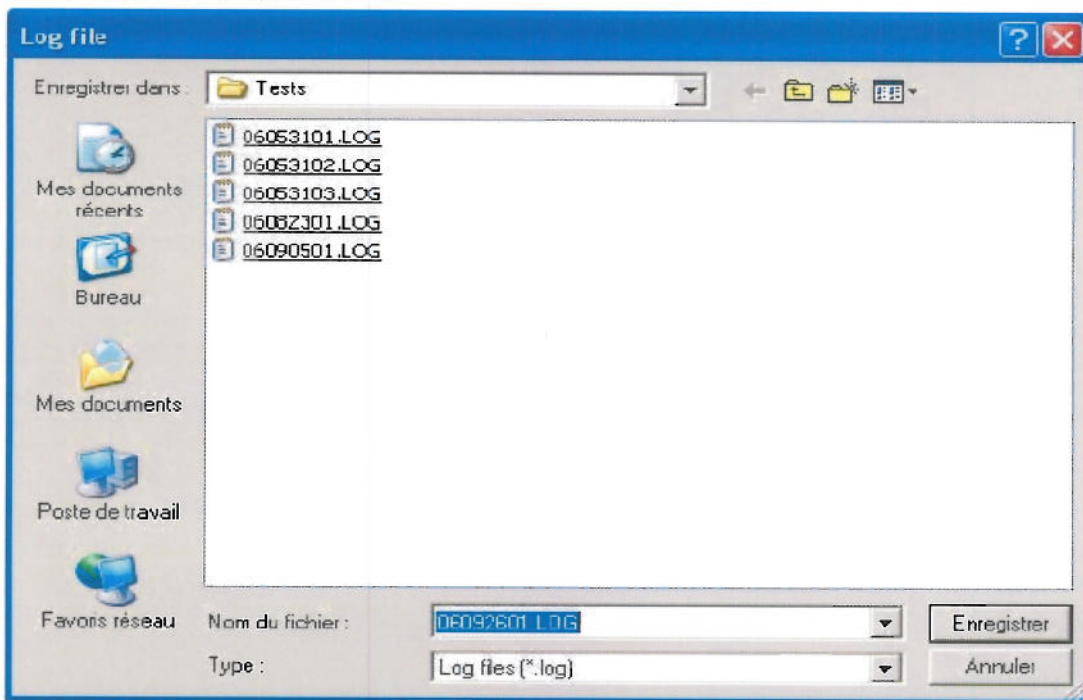 Log file
Enregistrer dans :
Tests
06053101.LOG
06053102.LOG
06053103.LOG
06082301.LOG
06090501.LOG
Mes documents
récents
Bureau
Mes documents
Poste de travail
Favoris réseau
Nom du fichier :
06092601.LOG
Enregistrer
Type :
Log files (*.log)
Annuler